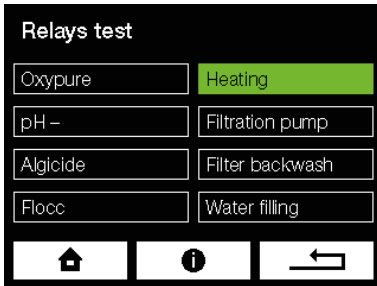 Relays test
Oxypure
Heating
pH –
Filtration pump
Algicide
Filter backwash
Flocc
Water filling